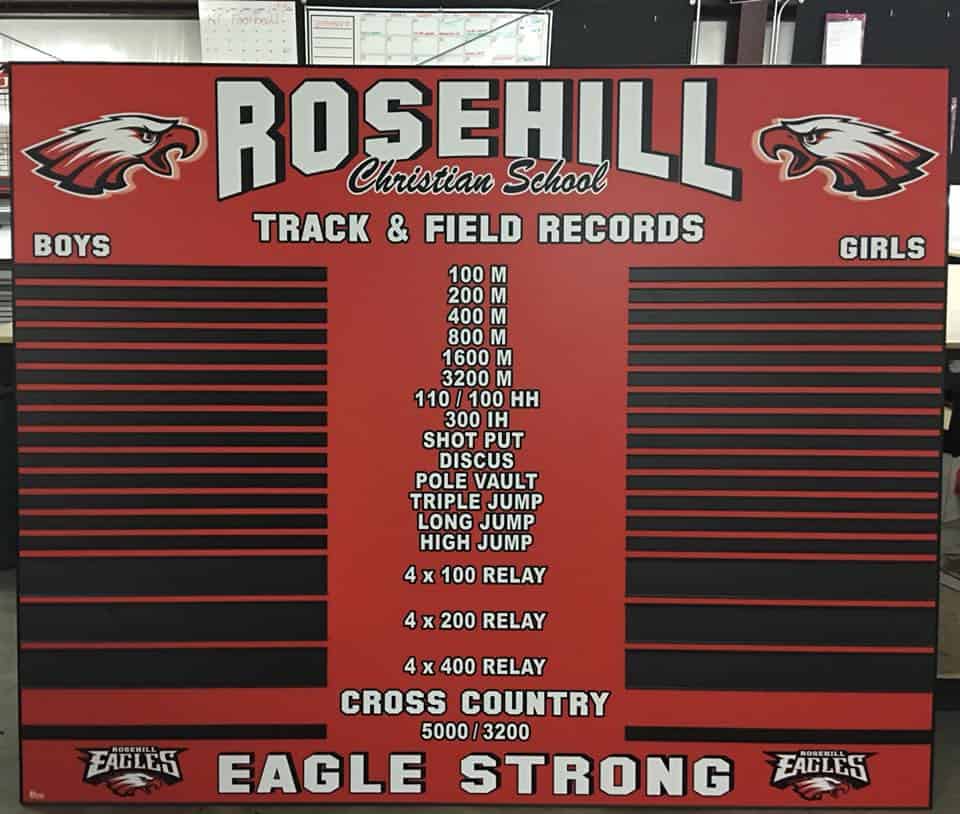 ROSEHILL
Christian School
TRACK & FIELD RECORDS
BOYS
GIRLS
100 M
200 M
400 M
800 M
1600 M
3200 M
110 / 100 HH
300 IH
SHOT PUT
DISCUS
POLE VAULT
TRIPLE JUMP
LONG JUMP
HIGH JUMP
4 x 100 RELAY
4 x 200 RELAY
4 x 400 RELAY
CROSS COUNTRY
5000 / 3200
ROSEHILL
EAGLES
EAGLE STRONG
ROSEHILL
EAGLES